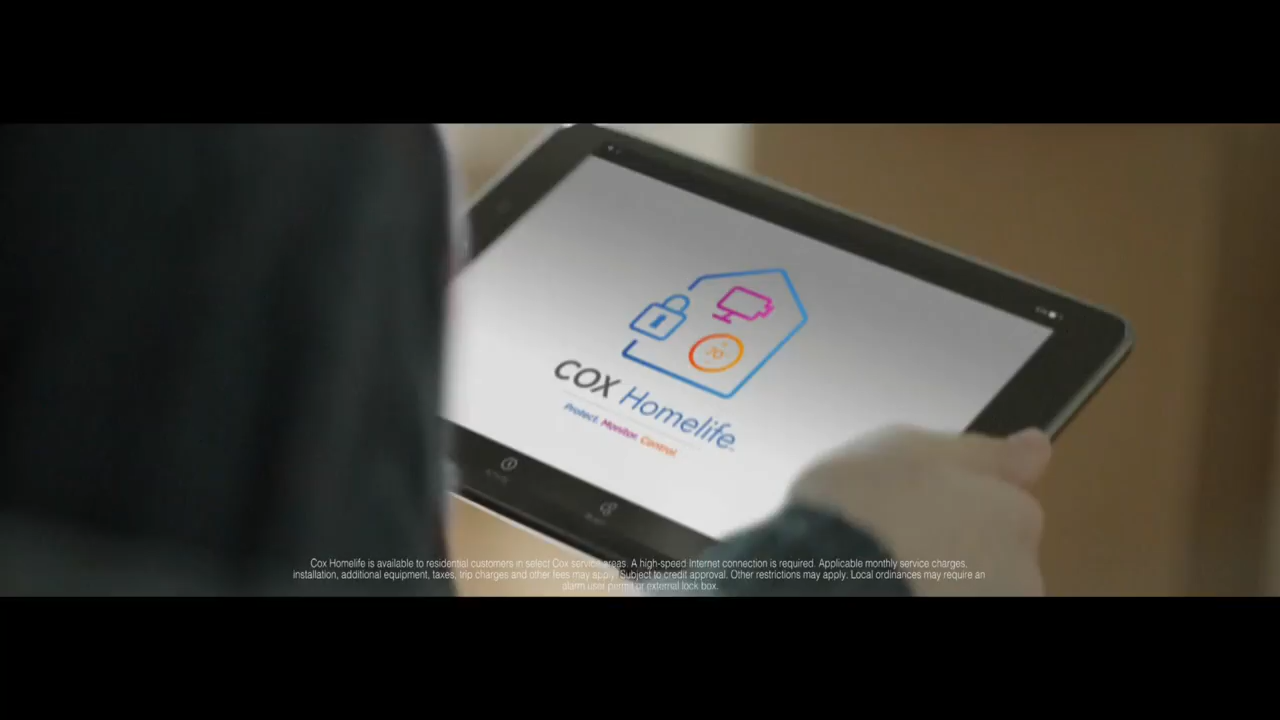 70
COX Homelife
Protect. Monitor. Control.
Cox Homelife is available to residential customers in select Cox service areas. A high-speed Internet connection is required. Applicable monthly service charges,
installation, additional equipment, taxes, trip charges and other fees may apply. Subject to credit approval. Other restrictions may apply. Local ordinances may require an
alarm user permit or external lock box.